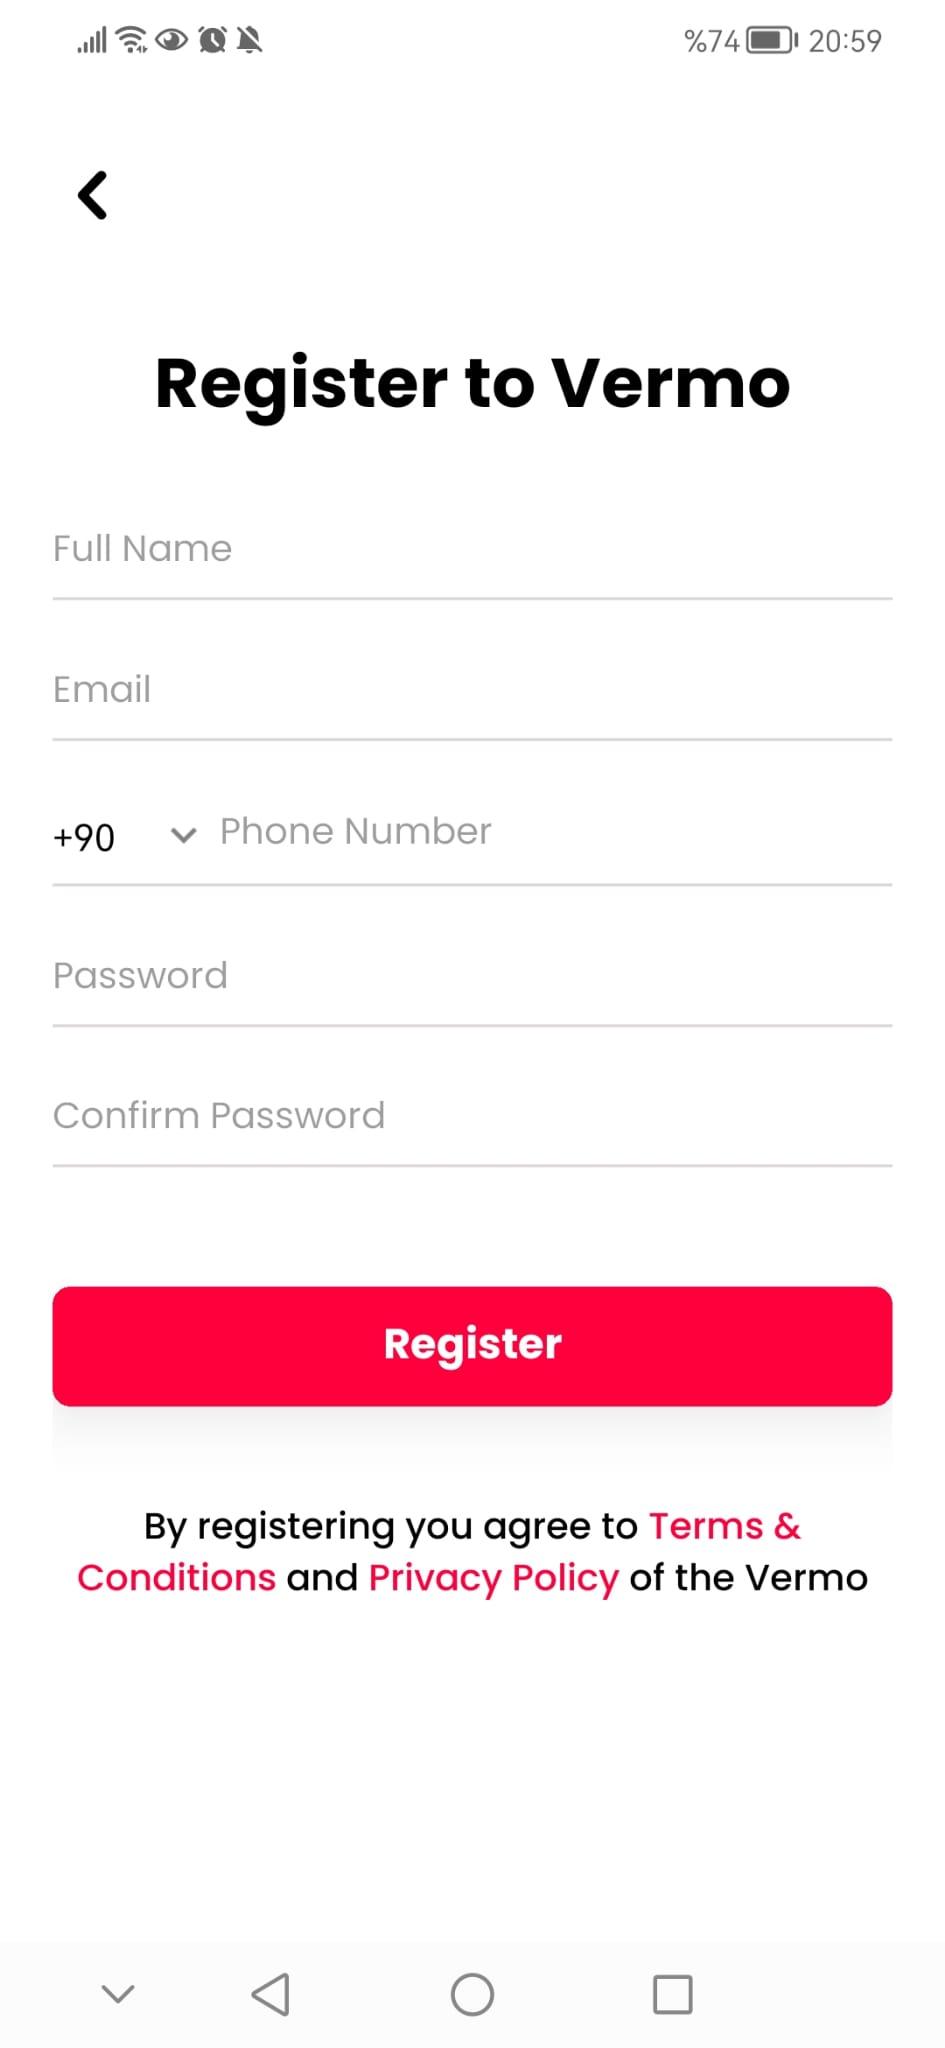 %74 20:59
Register to Vermo
Full Name
Email
+90 Phone Number
Password
Confirm Password
Register
By registering you agree to Terms &
Conditions and Privacy Policy of the Vermo